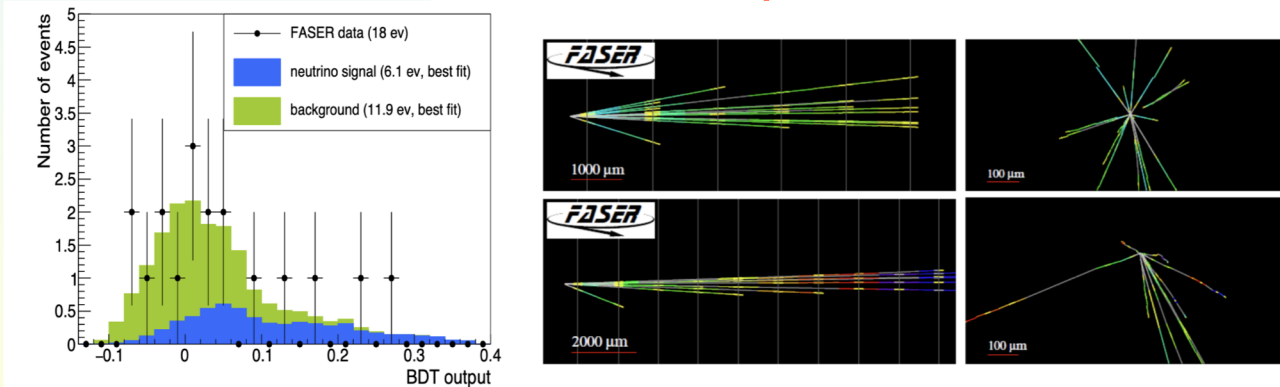 Number of events
5
4.5
4
3.5
3
2.5
2
1.5
1
0.5
0
−0.1
0
0.1
0.2
0.3
0.4
BDT output
FASER data (18 ev)
neutrino signal (6.1 ev, best fit)
background (11.9 ev, best fit)
FASER
1000 µm
100 µm
FASER
2000 µm
100 µm